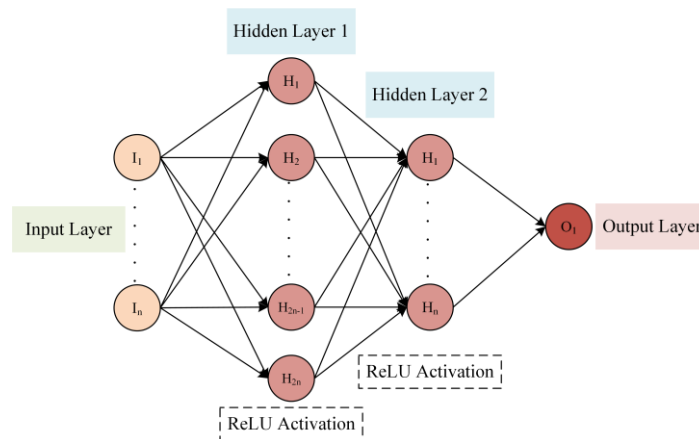 Hidden Layer 1
H1
Hidden Layer 2
I1
H2
H1
Input Layer
O1
Output Layer
In
H2n-1
Hn
H2n
ReLU Activation
ReLU Activation